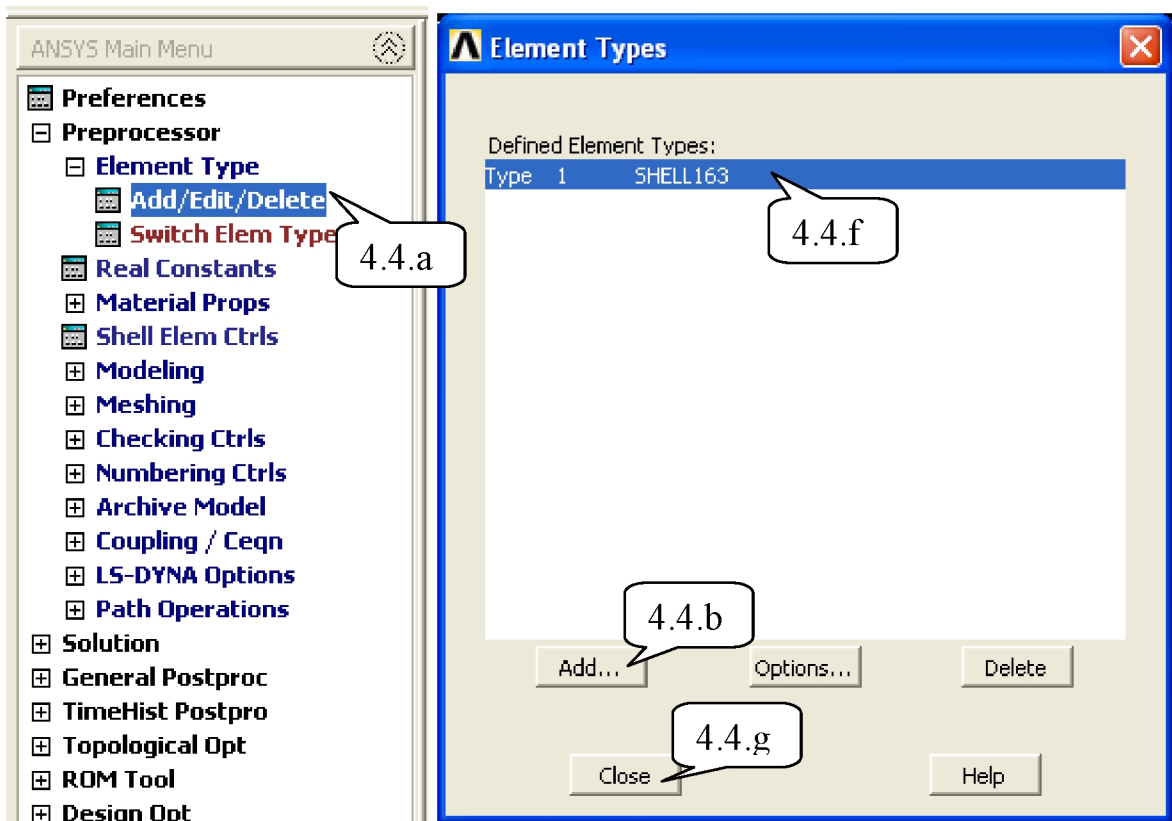 ANSYS Main Menu
Preferences
Preprocessor
Element Type
Add/Edit/Delete
Switch Elem Type
4.4.a
Real Constants
Material Props
Shell Elem Ctrls
Modeling
Meshing
Checking Ctrls
Numbering Ctrls
Archive Model
Coupling / Ceqn
LS-DYNA Options
Path Operations
Solution
General Postproc
TimeHist Postpro
Topological Opt
ROM Tool
Design Opt
Element Types
Defined Element Types:
Type 1 SHELL163
4.4.f
4.4.b
Add... Options... Delete
4.4.g
Close Help